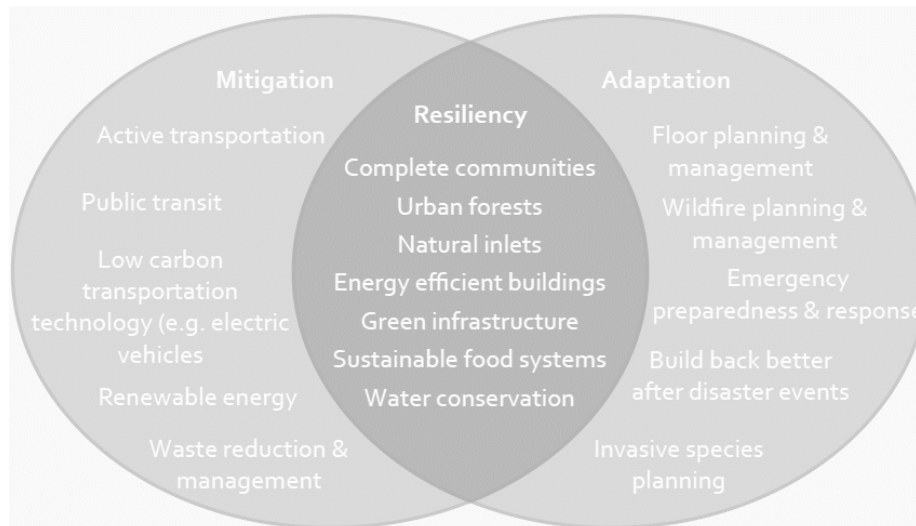 Mitigation
Active transportation
Public transit
Low carbon
transportation
technology (e.g. electric
vehicles
Renewable energy
Waste reduction &
management
Resiliency
Complete communities
Urban forests
Natural inlets
Energy efficient buildings
Green infrastructure
Sustainable food systems
Water conservation
Adaptation
Floor planning &
management
Wildfire planning &
management
Emergency
preparedness & response
Build back better
after disaster events
Invasive species
planning